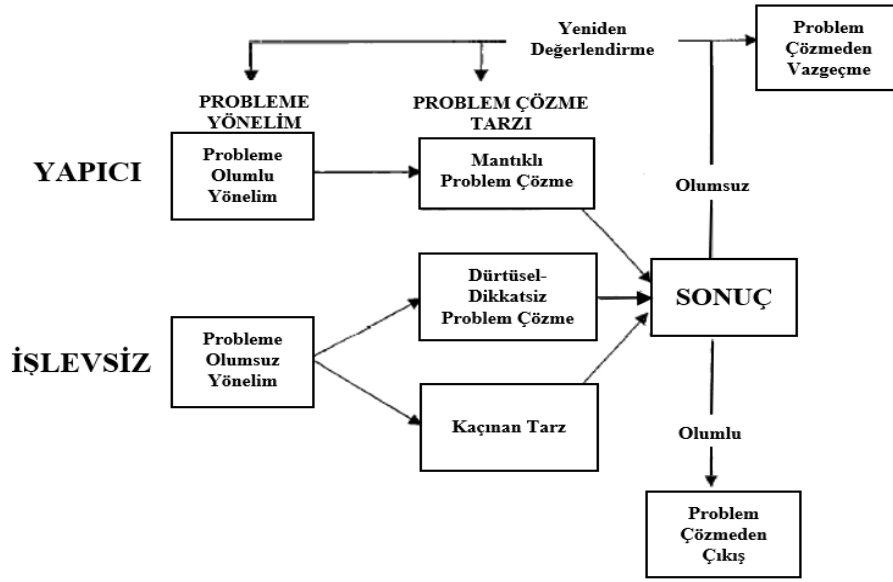 Yeniden
Değerlendirme
Problem
Çözmeden
Vazgeçme
PROBLEME
YÖNELİM
PROBLEM ÇÖZME
TARZI
YAPICI
Probleme
Olumlu
Yönelim
Mantıklı
Problem Çözme
Olumsuz
Dürtüsel-
Dikkatsiz
Problem Çözme
SONUÇ
İŞLEVSİZ
Probleme
Olumsuz
Yönelim
Kaçınan Tarz
Olumlu
Problem
Çözmeden
Çıkış